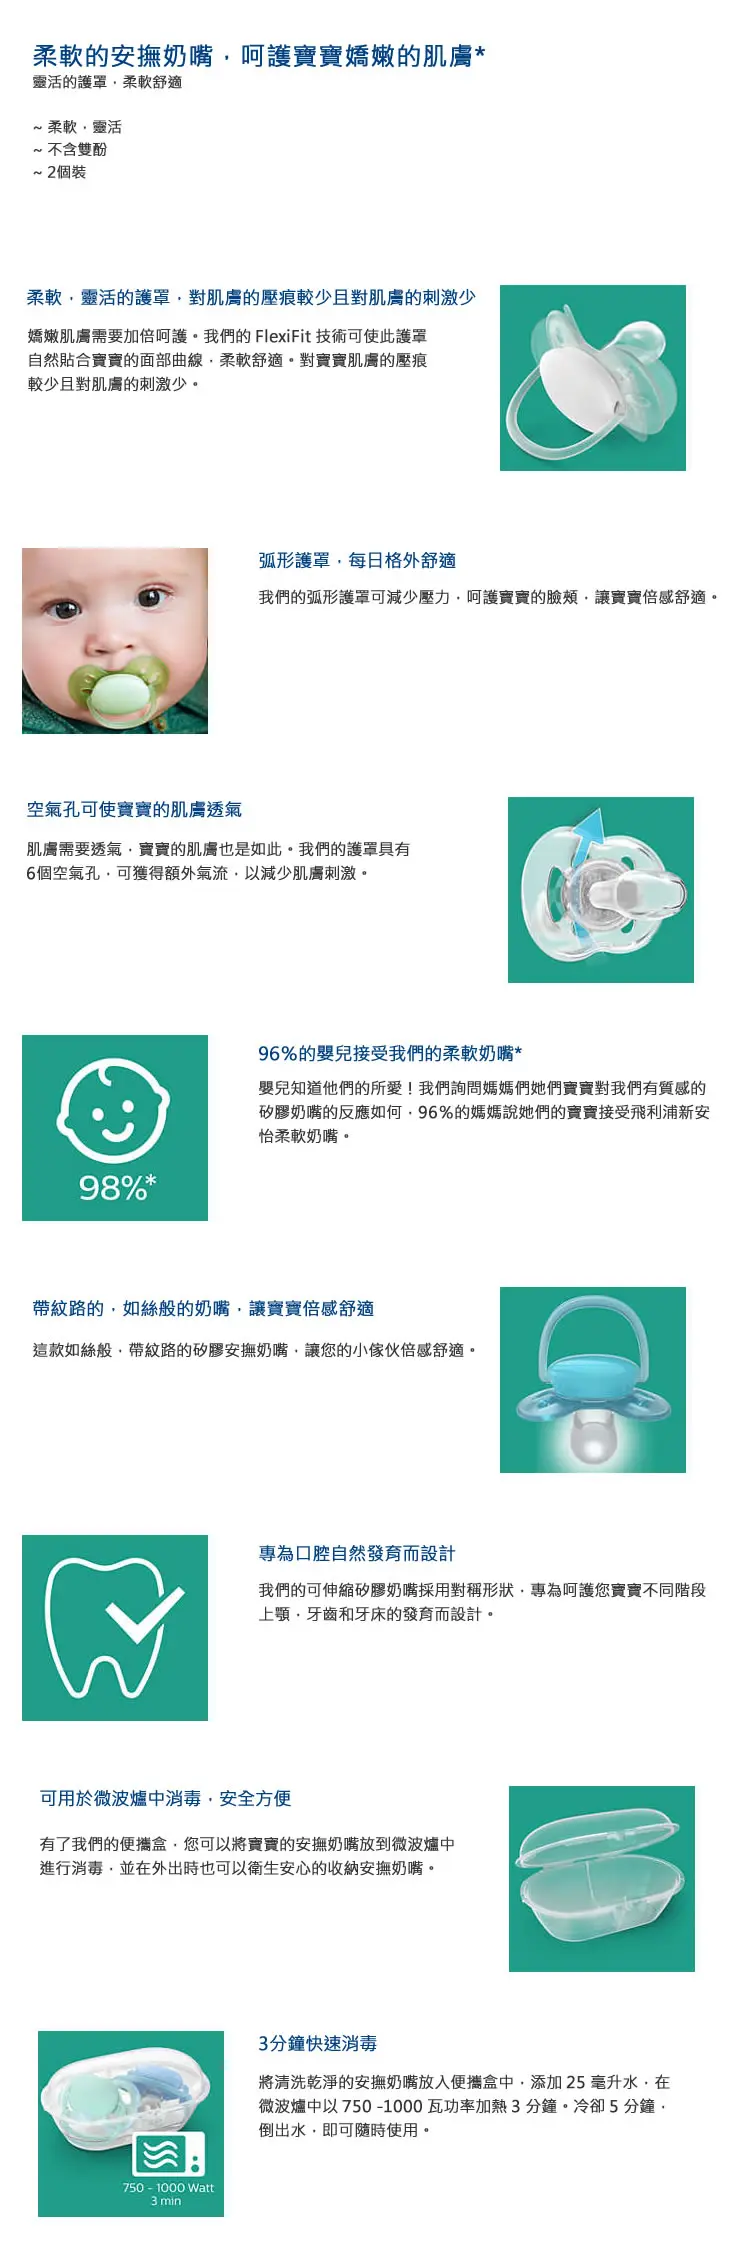 柔軟的安撫奶嘴，呵護寶寶嬌嫩的肌膚*
靈活的護罩，柔軟舒適
~ 柔軟，靈活
~ 不含雙酚
~ 2個裝
柔軟，靈活的護罩，對肌膚的壓痕較少且對肌膚的刺激少
嬌嫩肌膚需要加倍呵護。我們的 FlexiFit 技術可使此護罩
自然貼合寶寶的面部曲線，柔軟舒適。對寶寶肌膚的壓痕
較少且對肌膚的刺激少。
弧形護罩，每日格外舒適
我們的弧形護罩可減少壓力，呵護寶寶的臉頰，讓寶寶倍感舒適。
空氣孔可使寶寶的肌膚透氣
肌膚需要透氣，寶寶的肌膚也是如此。我們的護罩具有
6個空氣孔，可獲得額外氣流，以減少肌膚刺激。
96%的嬰兒接受我們的柔軟奶嘴*
嬰兒知道他們的所愛！我們詢問媽媽們她們寶寶對我們有質感的
矽膠奶嘴的反應如何，96%的媽媽說她們的寶寶接受飛利浦新安
怡柔軟奶嘴。
98%*
帶紋路的，如絲般的奶嘴，讓寶寶倍感舒適
這款如絲般，帶紋路的矽膠安撫奶嘴，讓您的小傢伙倍感舒適。
專為口腔自然發育而設計
我們的可伸縮矽膠奶嘴採用對稱形狀，專為呵護您寶寶不同階段
上顎，牙齒和牙床的發育而設計。
可用於微波爐中消毒，安全方便
有了我們的便攜盒，您可以將寶寶的安撫奶嘴放到微波爐中
進行消毒，並在外出時也可以衛生安心的收納安撫奶嘴。
3分鐘快速消毒
將清洗乾淨的安撫奶嘴放入便攜盒中，添加 25 毫升水，在
微波爐中以 750 -1000 瓦功率加熱 3 分鐘。冷卻 5 分鐘，
倒出水，即可隨時使用。
750 - 1000 Watt
3 min